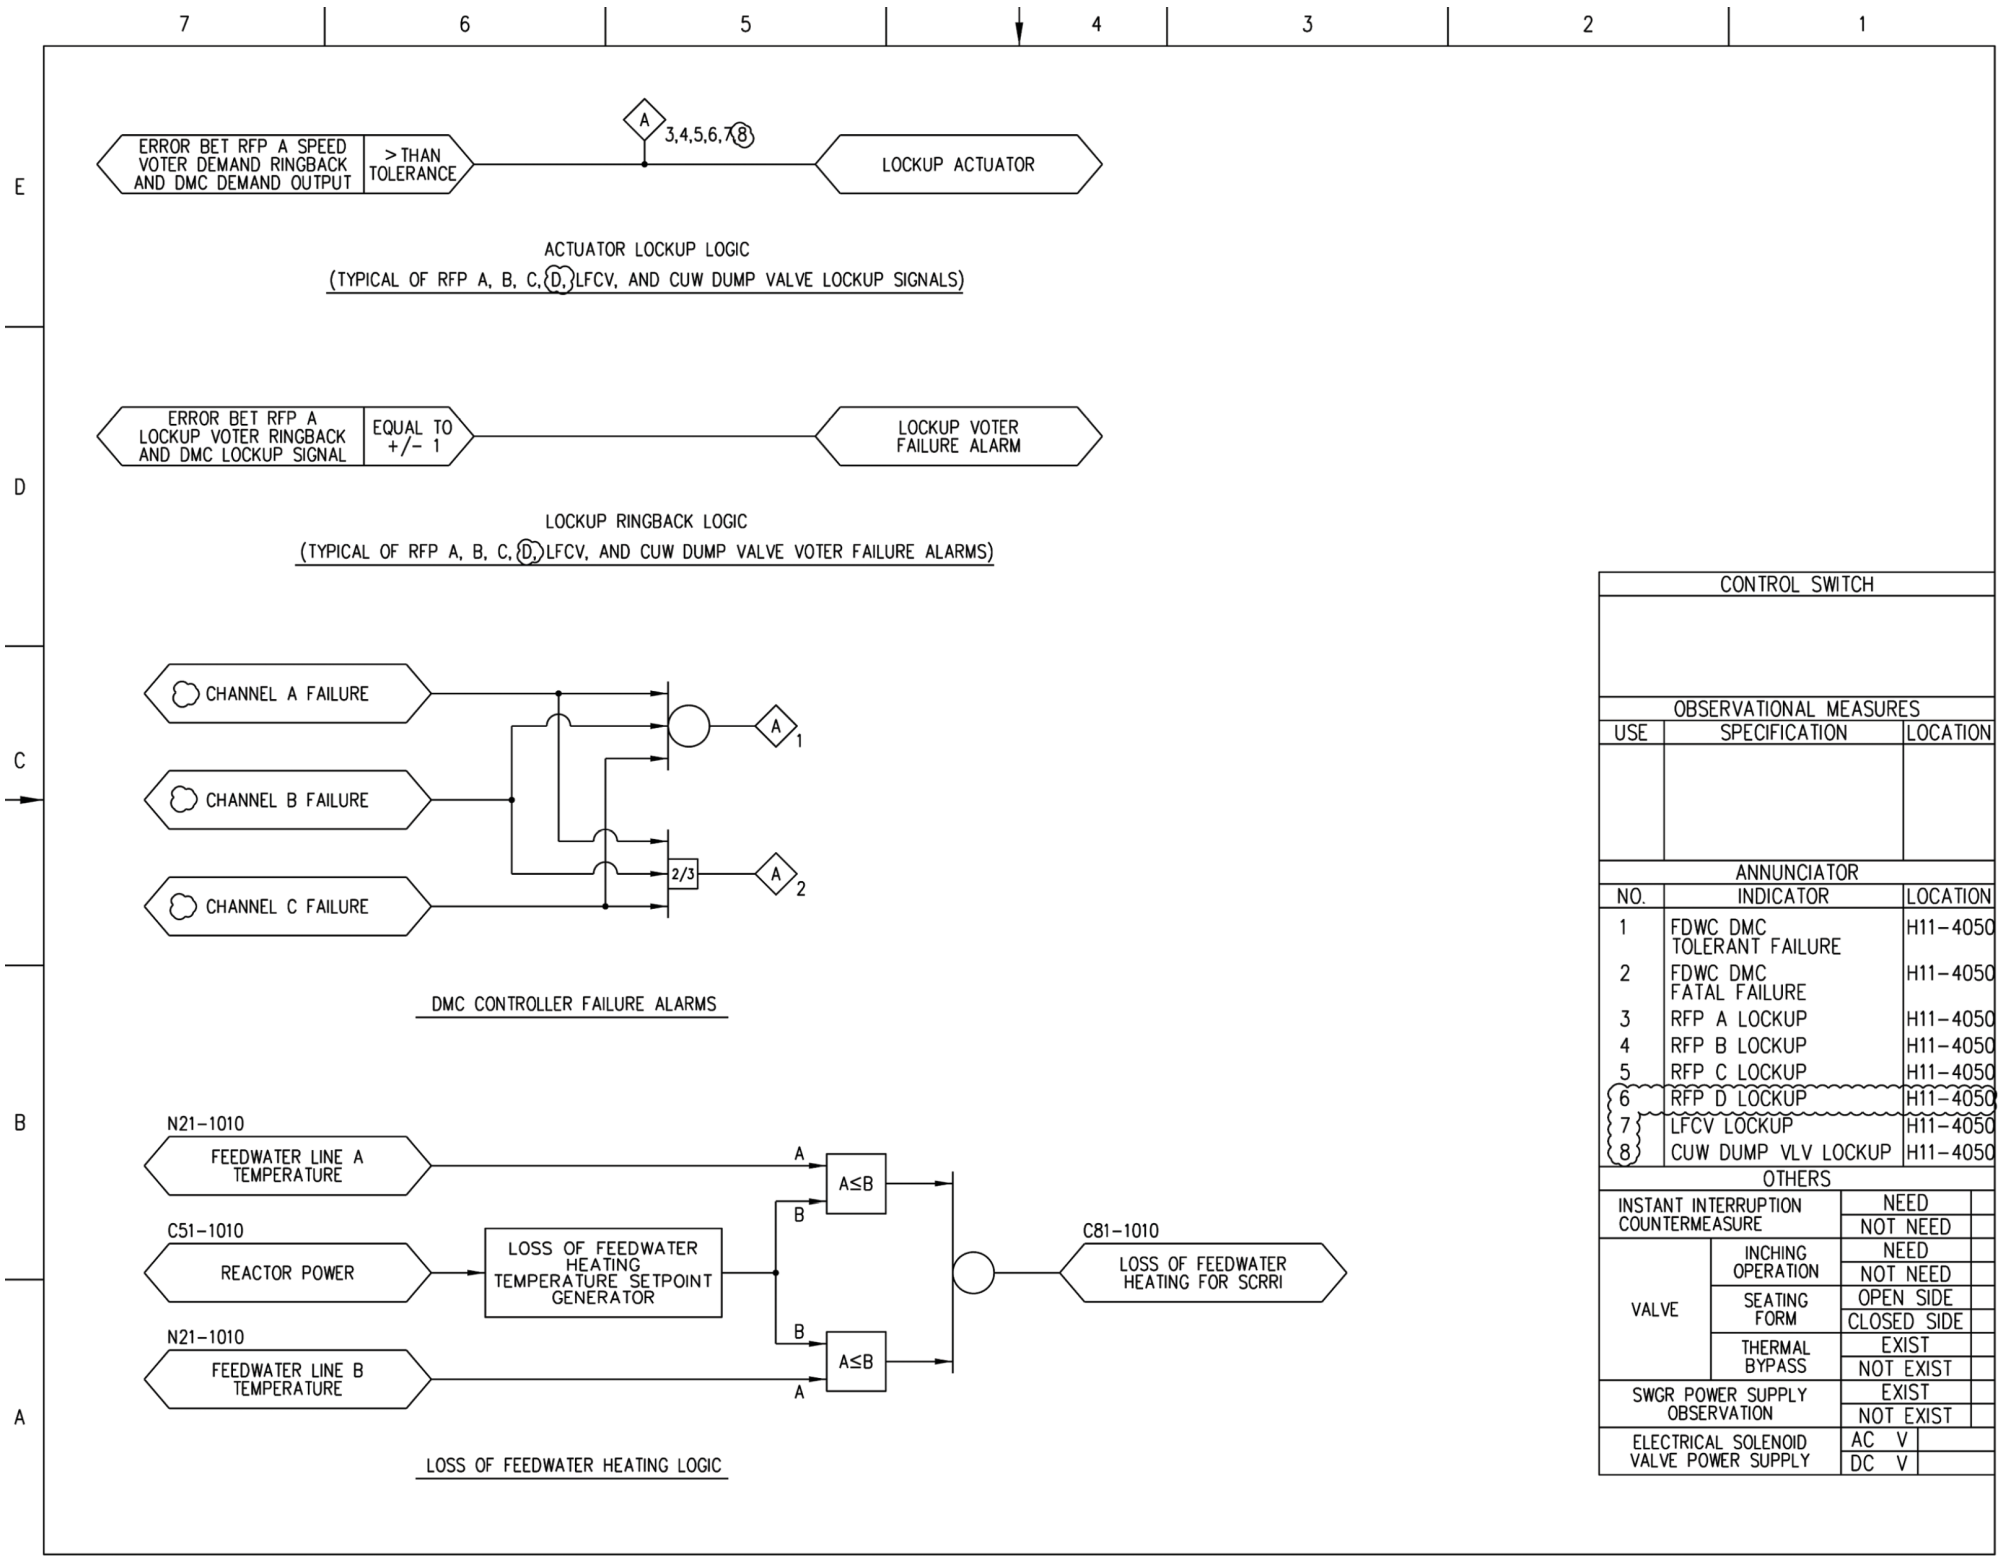 7 6 5 4 3 2 1
E
D
C
B
A
A
3,4,5,6,7,8
ERROR BET RFP A SPEED
VOTER DEMAND RINGBACK
AND DMC DEMAND OUTPUT
> THAN
TOLERANCE
LOCKUP ACTUATOR
ACTUATOR LOCKUP LOGIC
(TYPICAL OF RFP A, B, C, D, LFCV, AND CUW DUMP VALVE LOCKUP SIGNALS)
ERROR BET RFP A
LOCKUP VOTER RINGBACK
AND DMC LOCKUP SIGNAL
EQUAL TO
+/- 1
LOCKUP VOTER
FAILURE ALARM
LOCKUP RINGBACK LOGIC
(TYPICAL OF RFP A, B, C, D, LFCV, AND CUW DUMP VALVE VOTER FAILURE ALARMS)
CHANNEL A FAILURE
A
1
CHANNEL B FAILURE
2/3
A
2
CHANNEL C FAILURE
DMC CONTROLLER FAILURE ALARMS
N21-1010
FEEDWATER LINE A
TEMPERATURE
A
A≤B
B
C51-1010
REACTOR POWER
LOSS OF FEEDWATER
HEATING
TEMPERATURE SETPOINT
GENERATOR
C81-1010
LOSS OF FEEDWATER
HEATING FOR SCRRI
N21-1010
FEEDWATER LINE B
TEMPERATURE
B
A≤B
A
LOSS OF FEEDWATER HEATING LOGIC
CONTROL SWITCH
OBSERVATIONAL MEASURES
USE SPECIFICATION LOCATION
ANNUNCIATOR
NO. INDICATOR LOCATION
1 FDWC DMC H11-4050
TOLERANT FAILURE
2 FDWC DMC H11-4050
FATAL FAILURE
3 RFP A LOCKUP H11-4050
4 RFP B LOCKUP H11-4050
5 RFP C LOCKUP H11-4050
6 RFP D LOCKUP H11-4050
7 LFCV LOCKUP H11-4050
8 CUW DUMP VLV LOCKUP H11-4050
OTHERS
INSTANT INTERRUPTION
COUNTERMEASURE
NEED
NOT NEED
VALVE
INCHING
OPERATION
NEED
NOT NEED
SEATING
FORM
OPEN SIDE
CLOSED SIDE
THERMAL
BYPASS
EXIST
NOT EXIST
SWGR POWER SUPPLY
OBSERVATION
EXIST
NOT EXIST
ELECTRICAL SOLENOID
VALVE POWER SUPPLY
AC V
DC V